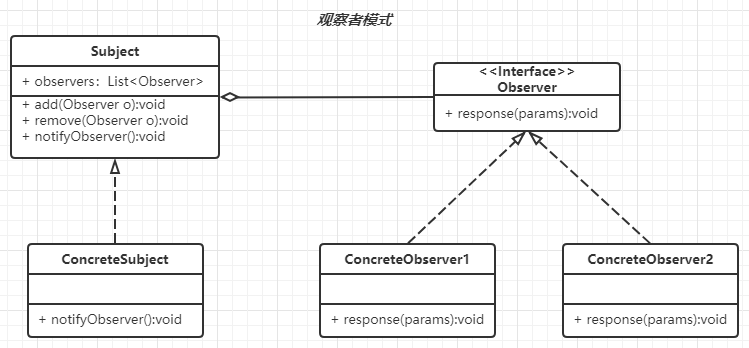 观察者模式
Subject
+ observers: List<Observer>
+ add(Observer o):void
+ remove(Observer o):void
+ notifyObserver():void
<<Interface>>
Observer
+ response(params):void
ConcreteSubject
+ notifyObserver():void
ConcreteObserver1
+ response(params):void
ConcreteObserver2
+ response(params):void